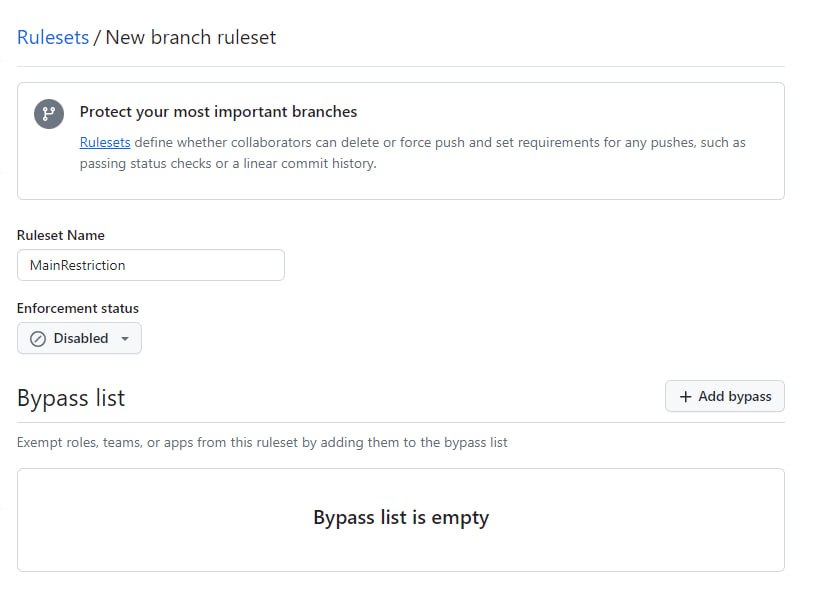 Rulesets / New branch ruleset
Protect your most important branches
Rulesets define whether collaborators can delete or force push and set requirements for any pushes, such as
passing status checks or a linear commit history.
Ruleset Name
MainRestriction
Enforcement status
Disabled
Bypass list
+ Add bypass
Exempt roles, teams, or apps from this ruleset by adding them to the bypass list
Bypass list is empty